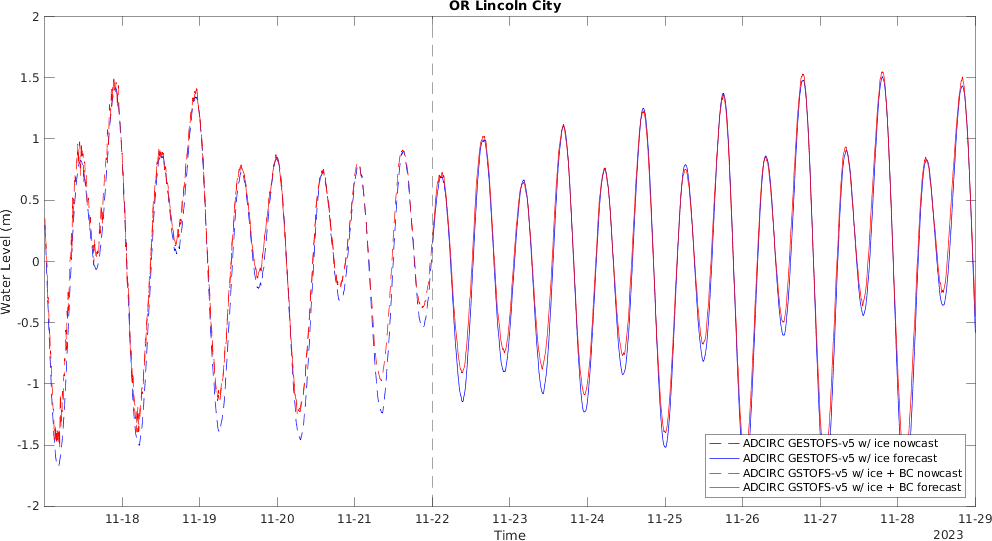 OR Lincoln City
2
1.5
1
0.5
0
-0.5
-1
-1.5
-2
Water Level (m)
ADCIRC GESTOFS-v5 w/ ice nowcast
ADCIRC GESTOFS-v5 w/ ice forecast
ADCIRC GSTOFS-v5 w/ ice + BC nowcast
ADCIRC GSTOFS-v5 w/ ice + BC forecast
11-18 11-19 11-20 11-21 11-22 11-23 11-24 11-25 11-26 11-27 11-28 11-29
Time
2023